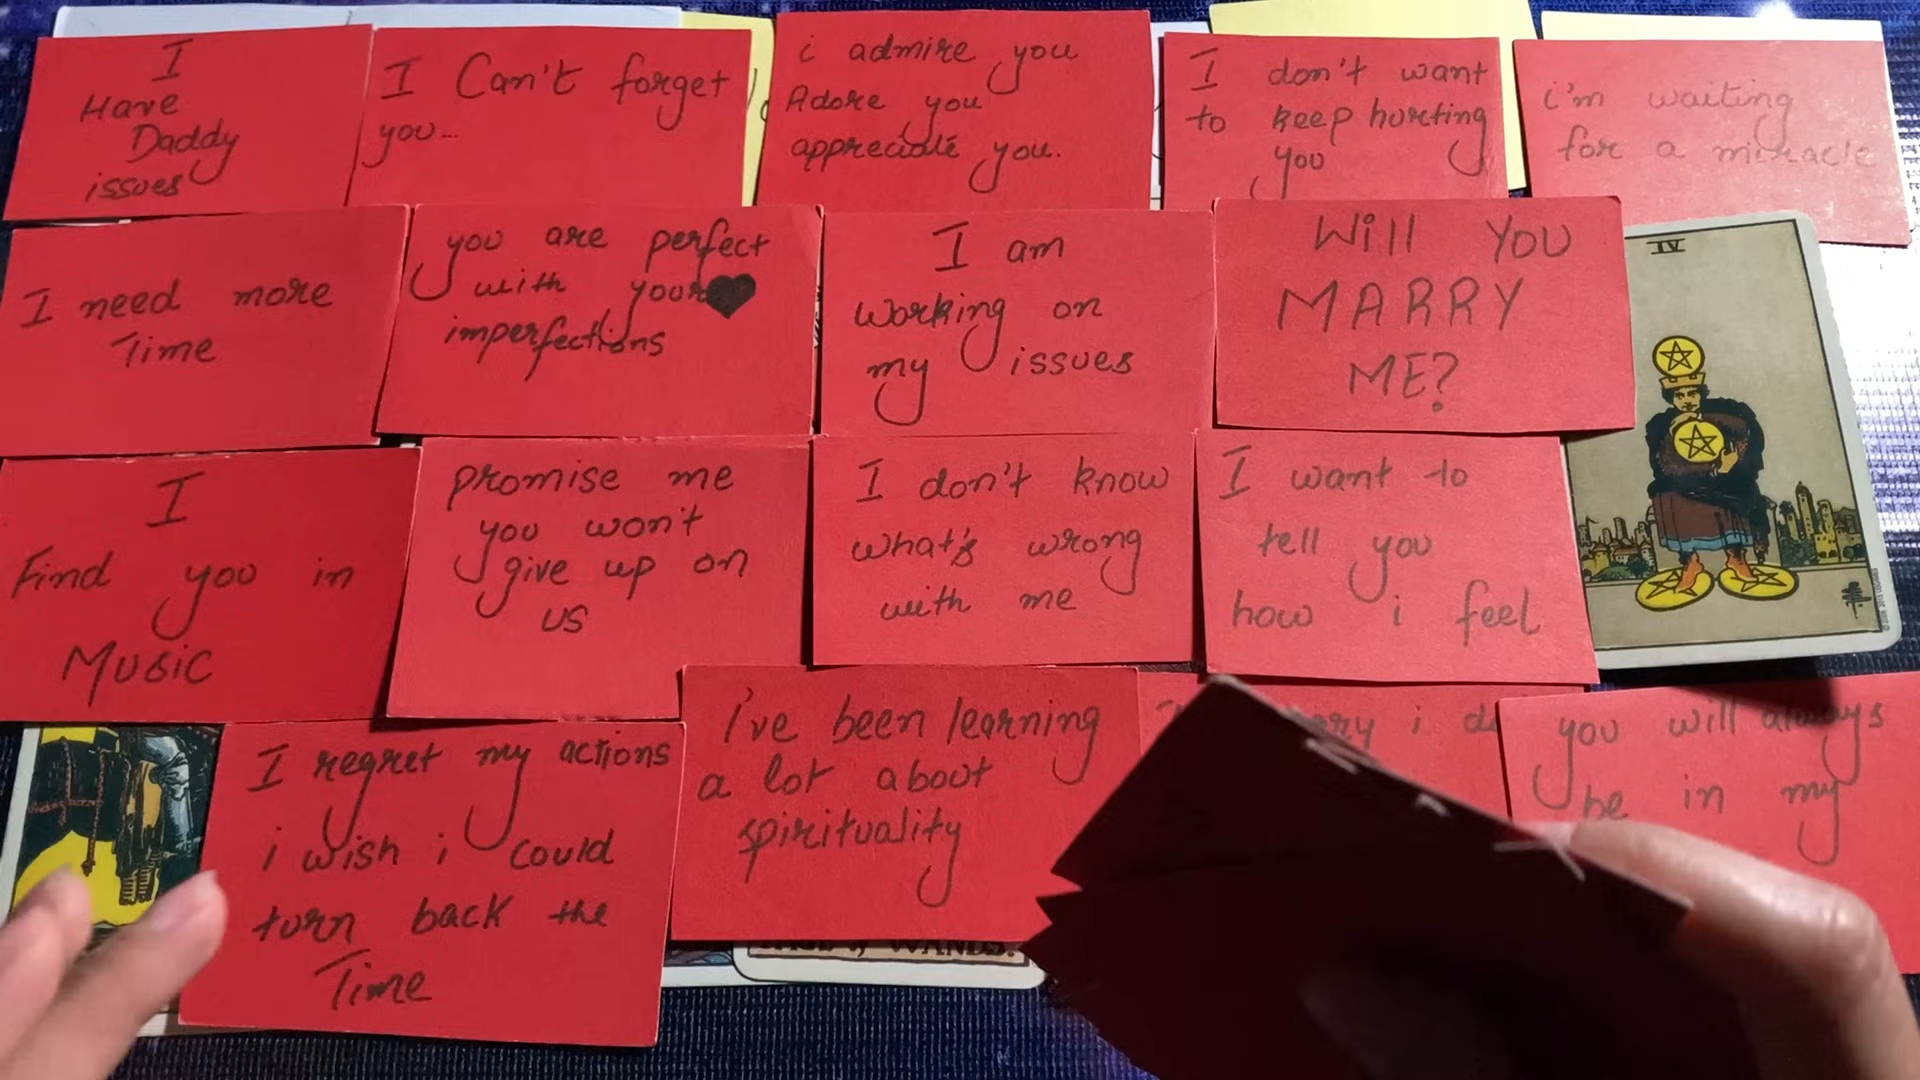 I
Have
Daddy
issues
I Can't forget
you...
i admire you
Adore you
appreciate you.
I don't want
to keep hurting
you
i'm waiting
for a miracle
I need more
Time
you are perfect
with your
imperfections
I am
working on
my issues
Will YOU
MARRY
ME?
IV
I
Find you in
MUSIC
promise me
you won't
give up on
us
I don't know
what's wrong
with me
I want to
tell you
how i feel
I regret my actions
i wish i could
turn back the
Time
i've been learning
a lot about
spirituality
i
you will always
be in my
WANDS.